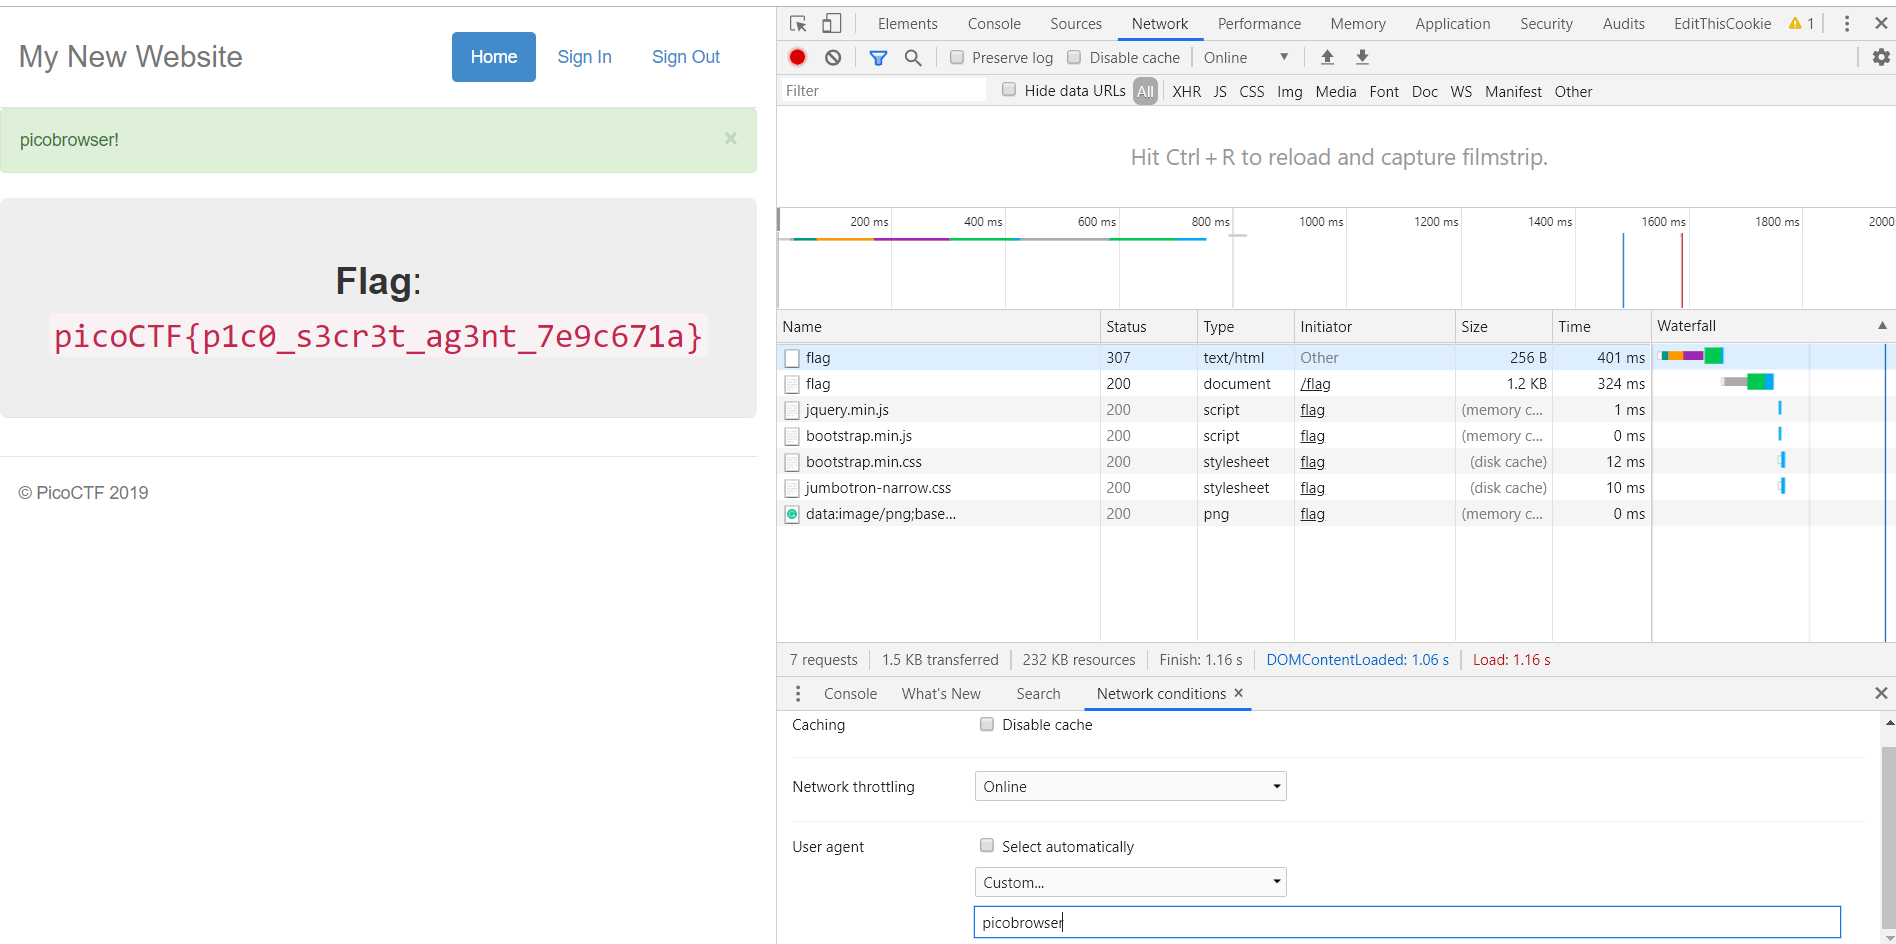 My New Website
Home Sign In Sign Out
picobrowser!
×
Flag:
picoCTF{p1c0_s3cr3t_ag3nt_7e9c671a}
© PicoCTF 2019
Elements Console Sources Network Performance Memory Application Security Audits EditThisCookie 1
Preserve log Disable cache Online
Filter Hide data URLs All XHR JS CSS Img Media Font Doc WS Manifest Other
Hit Ctrl + R to reload and capture filmstrip.
200 ms 400 ms 600 ms 800 ms 1000 ms 1200 ms 1400 ms 1600 ms 1800 ms 2000
Name Status Type Initiator Size Time Waterfall
flag 307 text/html Other 256 B 401 ms
flag 200 document /flag 1.2 KB 324 ms
jquery.min.js 200 script flag (memory c... 1 ms
bootstrap.min.js 200 script flag (memory c... 0 ms
bootstrap.min.css 200 stylesheet flag (disk cache) 12 ms
jumbotron-narrow.css 200 stylesheet flag (disk cache) 10 ms
data:image/png;base... 200 png flag (memory c... 0 ms
7 requests 1.5 KB transferred 232 KB resources Finish: 1.16 s DOMContentLoaded: 1.06 s Load: 1.16 s
Console What's New Search Network conditions ×
Caching Disable cache
Network throttling Online
User agent Select automatically
Custom...
picobrowser